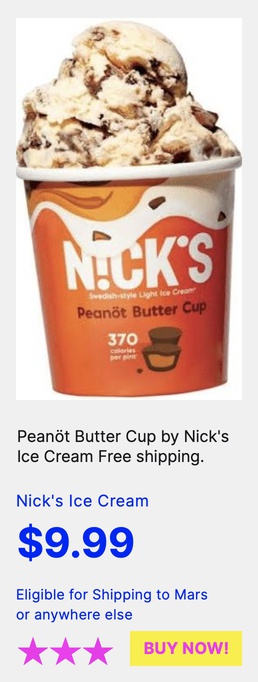 N!CK'S
Swedish-style Light Ice Cream*
Peanöt Butter Cup
370
calories
per pint*
Peanöt Butter Cup by Nick's
Ice Cream Free shipping.
Nick's Ice Cream
$9.99
Eligible for Shipping to Mars
or anywhere else
BUY NOW!